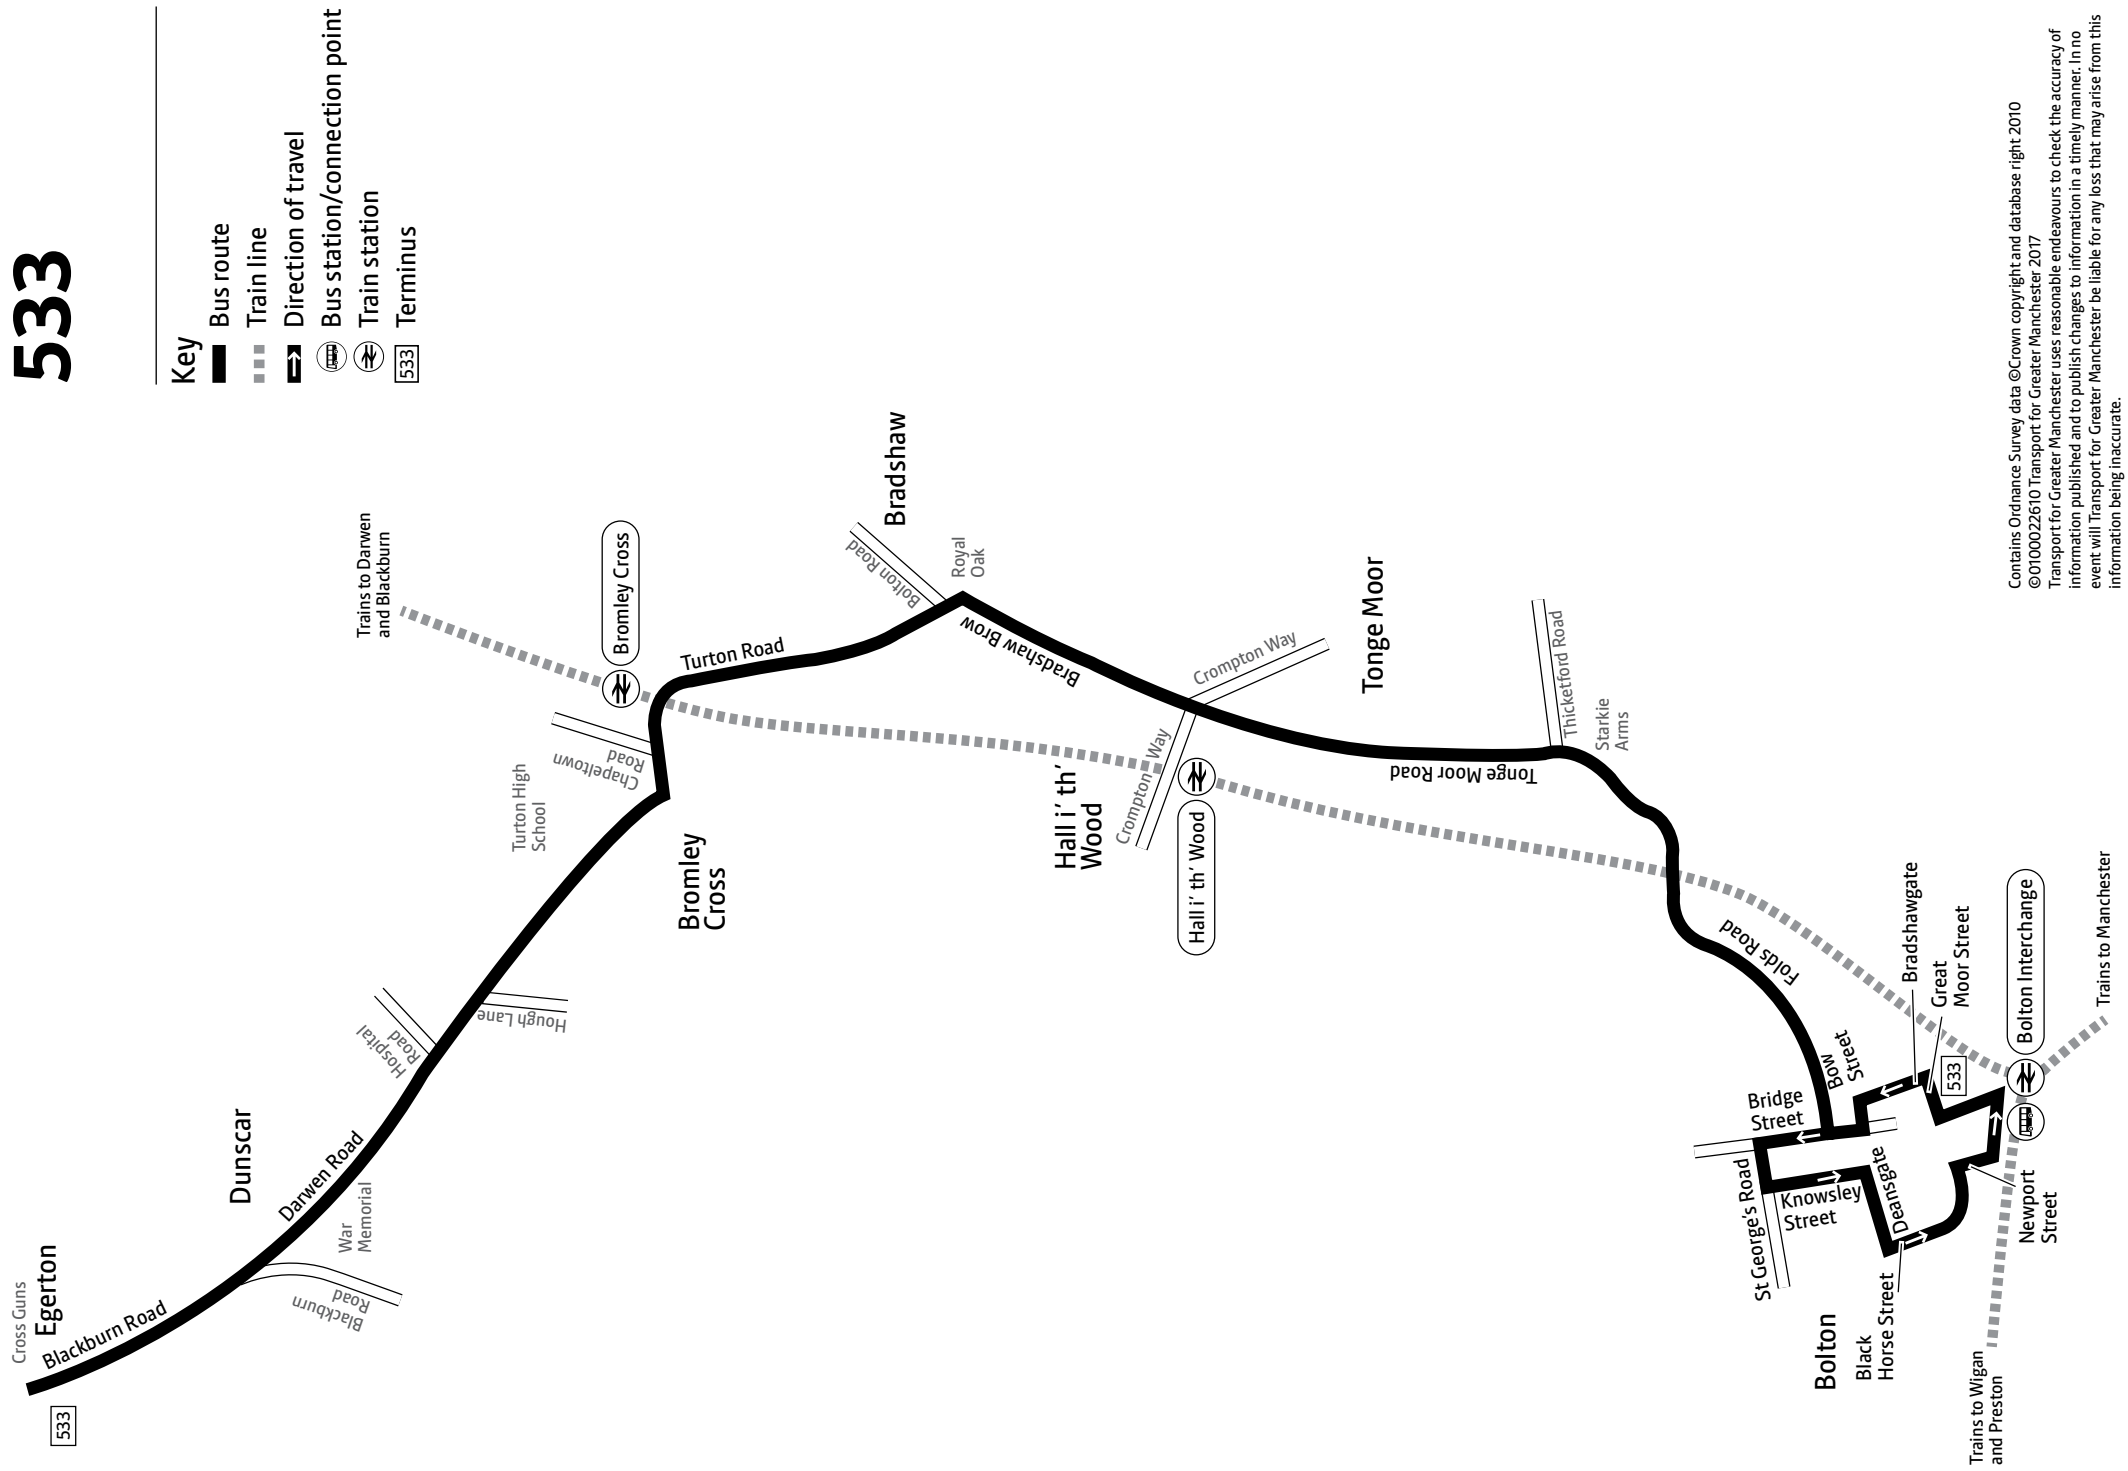 533
Key
Bus route
Train line
Direction of travel
Bus station/connection point
Train station
533 Terminus
533
Cross Guns
Egerton
Blackburn Road
Blackburn
Road
War
Memorial
Darwen Road
Dunscar
Hospital
Road
Hough Lane
Turton High
School
Bromley
Cross
Chapeltown
Road
Trains to Darwen
and Blackburn
Bromley Cross
Turton Road
Bolton Road
Bradshaw
Royal
Oak
Bradshaw Brow
Crompton Way
Crompton Way
Hall i’ th’
Wood
Hall i’ th’ Wood
Tonge Moor
Tonge Moor Road
Thicketford Road
Starkie
Arms
Folds Road
Bow
Street
Bridge
Street
St George’s Road
Knowsley
Street
Deansgate
Bolton
Black
Horse Street
Newport
Street
Bradshawgate
Great
Moor Street
533
Bolton Interchange
Trains to Manchester
Trains to Wigan
and Preston
Contains Ordnance Survey data ©Crown copyright and database right 2010
©0100022610 Transport for Greater Manchester 2017
Transport for Greater Manchester uses reasonable endeavours to check the accuracy of
information published and to publish changes to information in a timely manner. In no
event will Transport for Greater Manchester be liable for any loss that may arise from this
information being inaccurate.